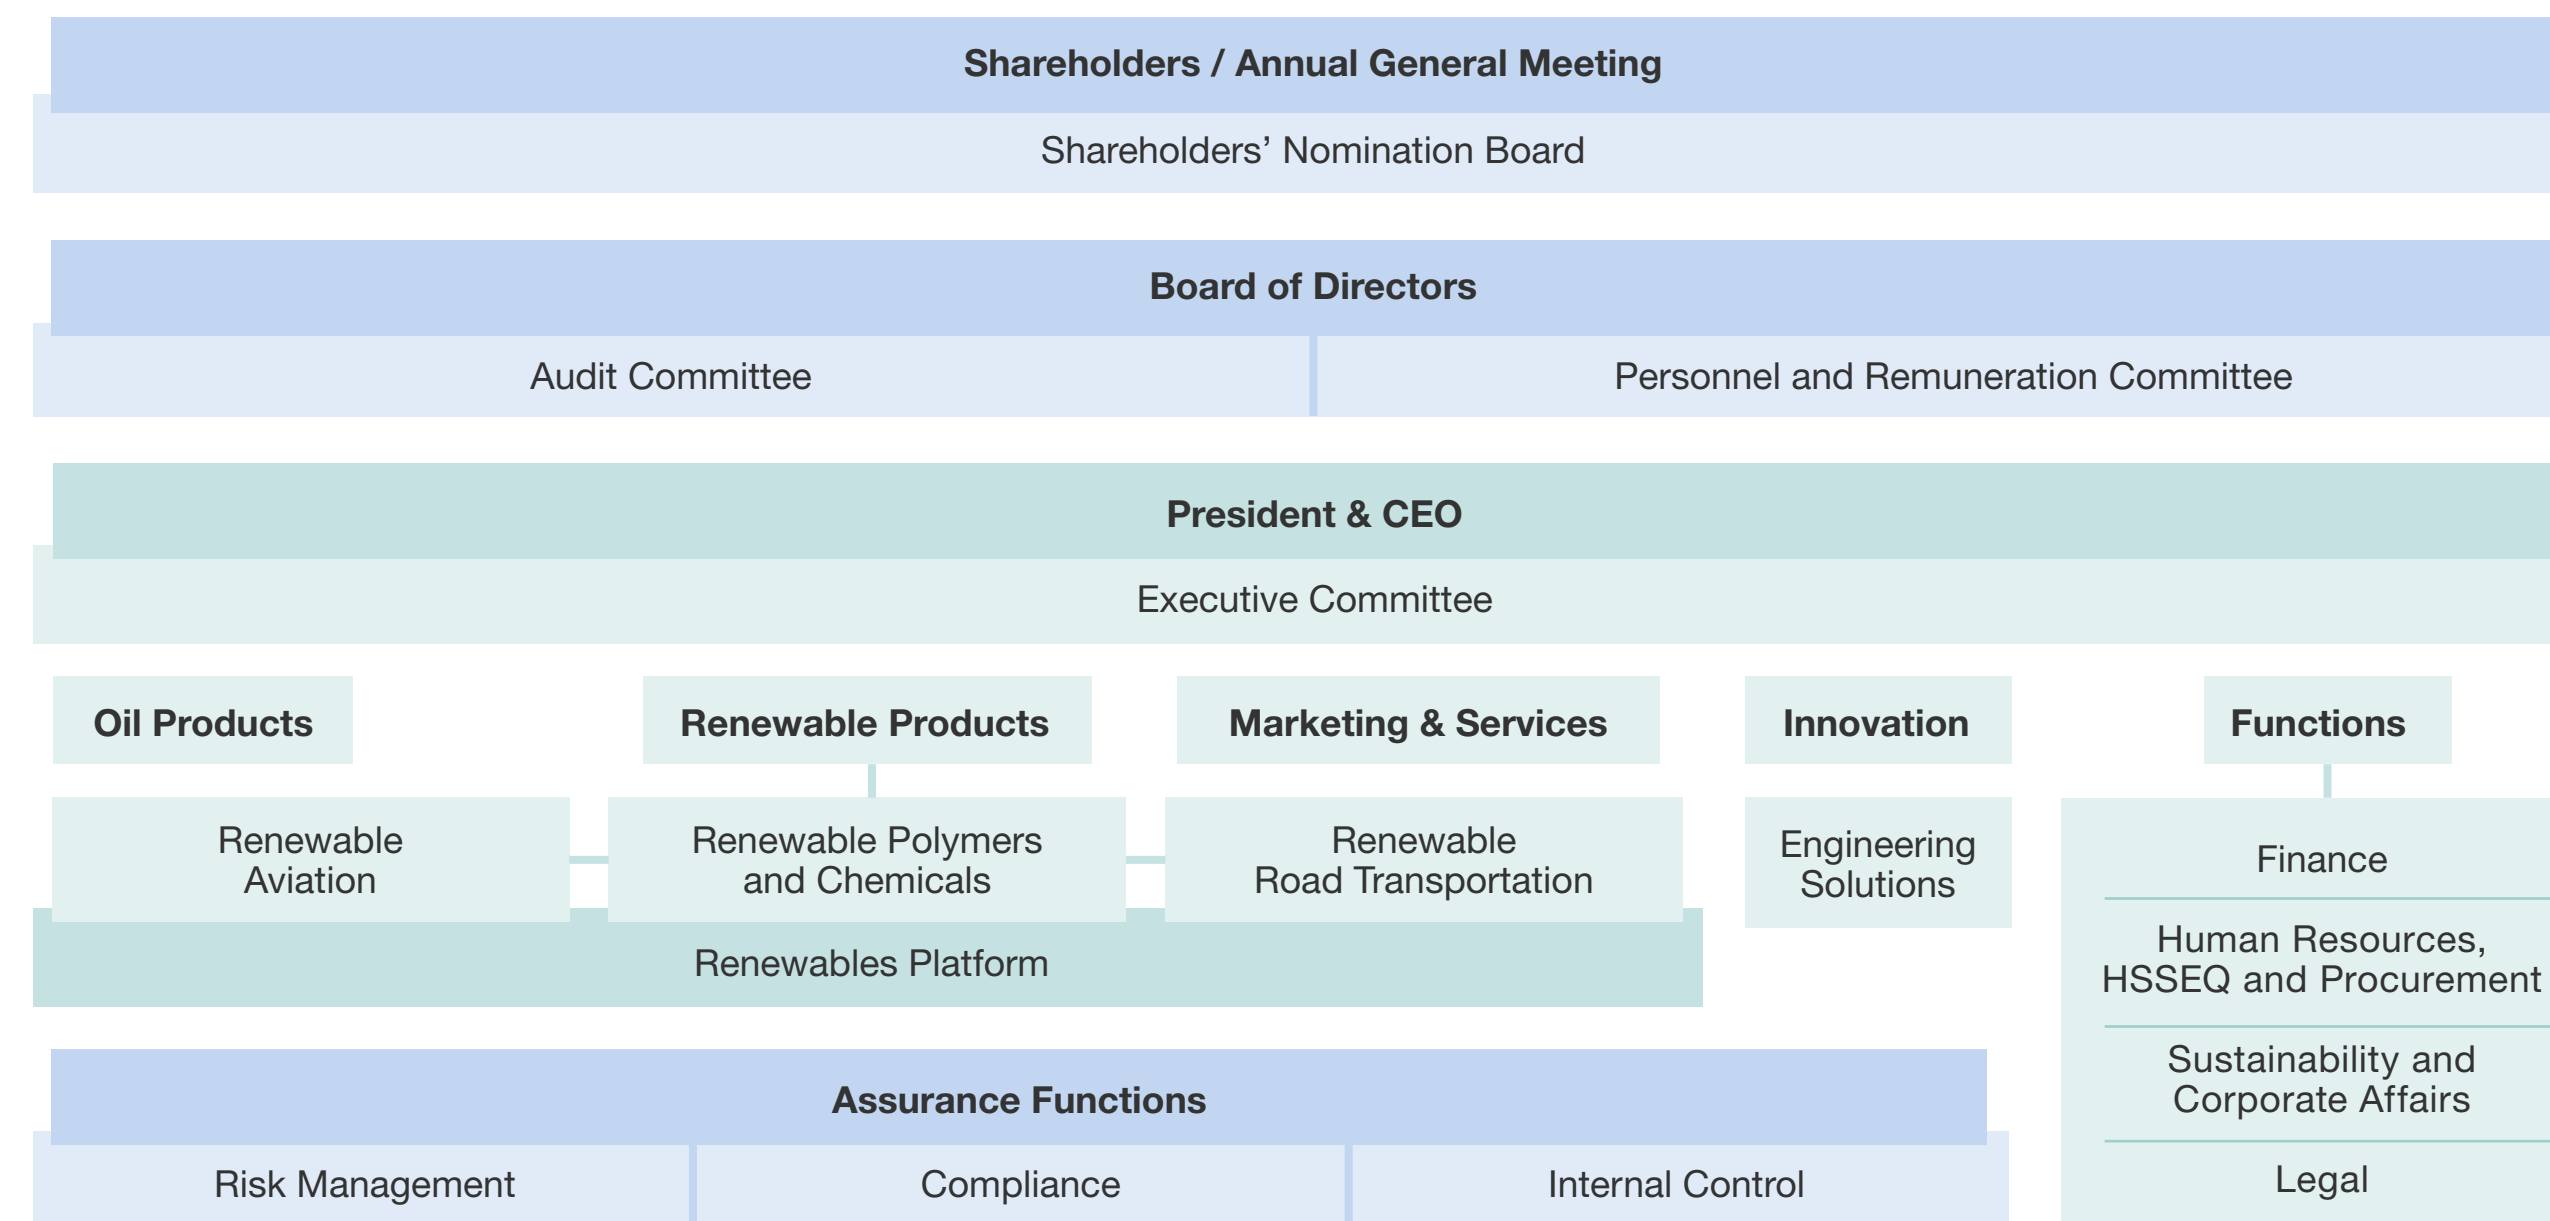 Shareholders / Annual General Meeting
Shareholders’ Nomination Board
Board of Directors
Audit Committee
Personnel and Remuneration Committee
President & CEO
Executive Committee
Oil Products
Renewable Products
Marketing & Services
Innovation
Functions
Renewable
Aviation
Renewable Polymers
and Chemicals
Renewable
Road Transportation
Engineering
Solutions
Renewables Platform
Finance
Human Resources,
HSSEQ and Procurement
Sustainability and
Corporate Affairs
Legal
Assurance Functions
Risk Management
Compliance
Internal Control